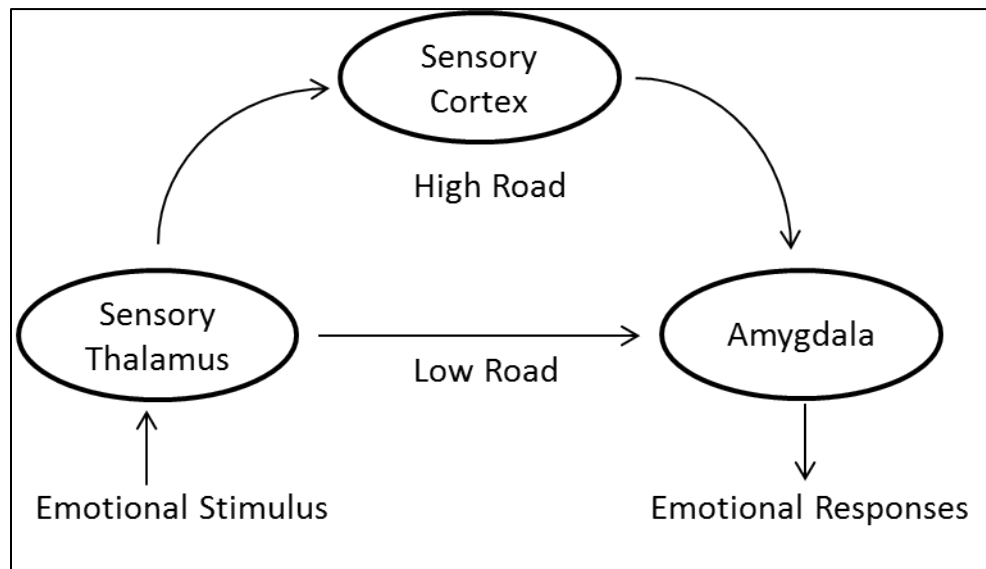 Sensory
Cortex
High Road
Sensory
Thalamus
Amygdala
Low Road
Emotional Stimulus
Emotional Responses